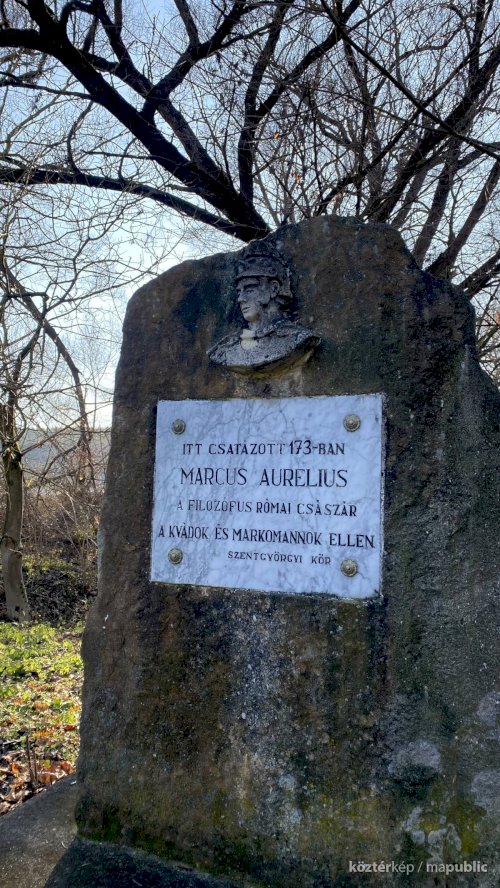 ITT CSATÁZOTT 173-BAN
MARCUS AURELIUS
A FILOZÓFUS RÓMAI CSÁSZÁR
A KVÁDOK ÉS MARKOMANNOK ELLEN
SZENTGYÖRGYI KÖR
köztérkép / mapublic